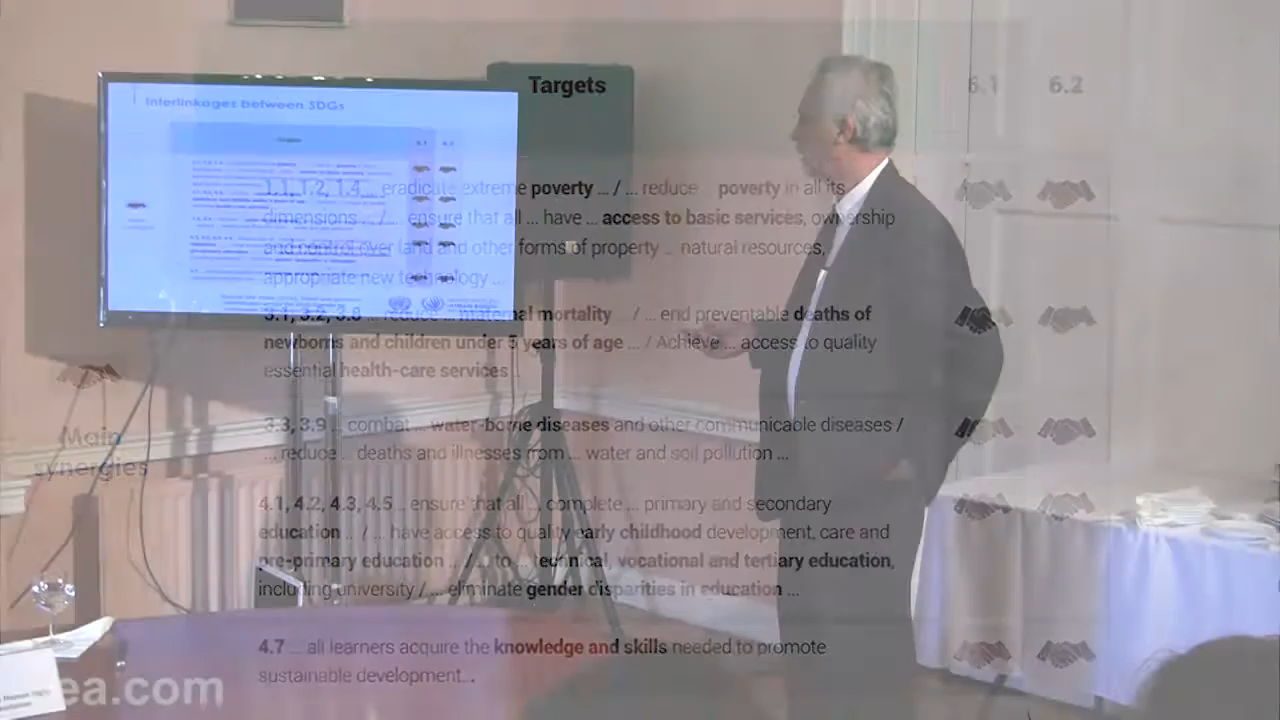 Interlinkages between SDGs
Targets
6.1 6.2
1.1, 1.2, 1.4 ... eradicate extreme poverty ... / ... reduce ... poverty in all its
dimensions ... / ... ensure that all ... have ... access to basic services, ownership
and control over land and other forms of property ... natural resources,
appropriate new technology ...
3.1, 3.2, 3.8 ... reduce ... maternal mortality ... / ... end preventable deaths of
newborns and children under 5 years of age ... / Achieve ... access to quality
essential health-care services ...
3.3, 3.9 ... combat ... water-borne diseases and other communicable diseases /
... reduce ... deaths and illnesses from ... water and soil pollution ...
Main
synergies
4.1, 4.2, 4.3, 4.5 ... ensure that all ... complete ... primary and secondary
education ... / ... have access to quality early childhood development, care and
pre-primary education ... / ... to ... technical, vocational and tertiary education,
including university / ... eliminate gender disparities in education ...
4.7 ... all learners acquire the knowledge and skills needed to promote
sustainable development...
ea.com